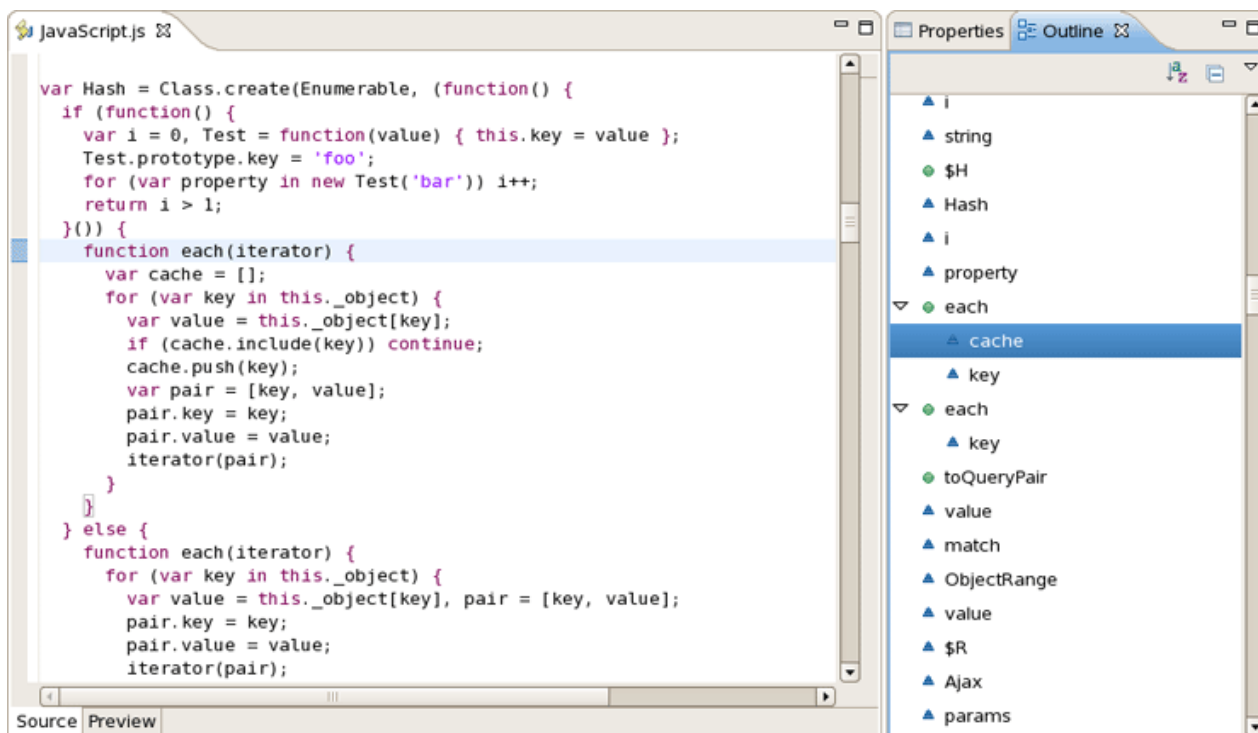 JavaScript.js
var Hash = Class.create(Enumerable, (function() {
if (function() {
var i = 0, Test = function(value) { this.key = value };
Test.prototype.key = 'foo';
for (var property in new Test('bar')) i++;
return i > 1;
}()) {
function each(iterator) {
var cache = [];
for (var key in this._object) {
var value = this._object[key];
if (cache.include(key)) continue;
cache.push(key);
var pair = [key, value];
pair.key = key;
pair.value = value;
iterator(pair);
}
}
} else {
function each(iterator) {
for (var key in this._object) {
var value = this._object[key], pair = [key, value];
pair.key = key;
pair.value = value;
iterator(pair);
Source Preview
Properties Outline
i
string
$H
Hash
i
property
each
cache
key
each
key
toQueryPair
value
match
ObjectRange
value
$R
Ajax
params